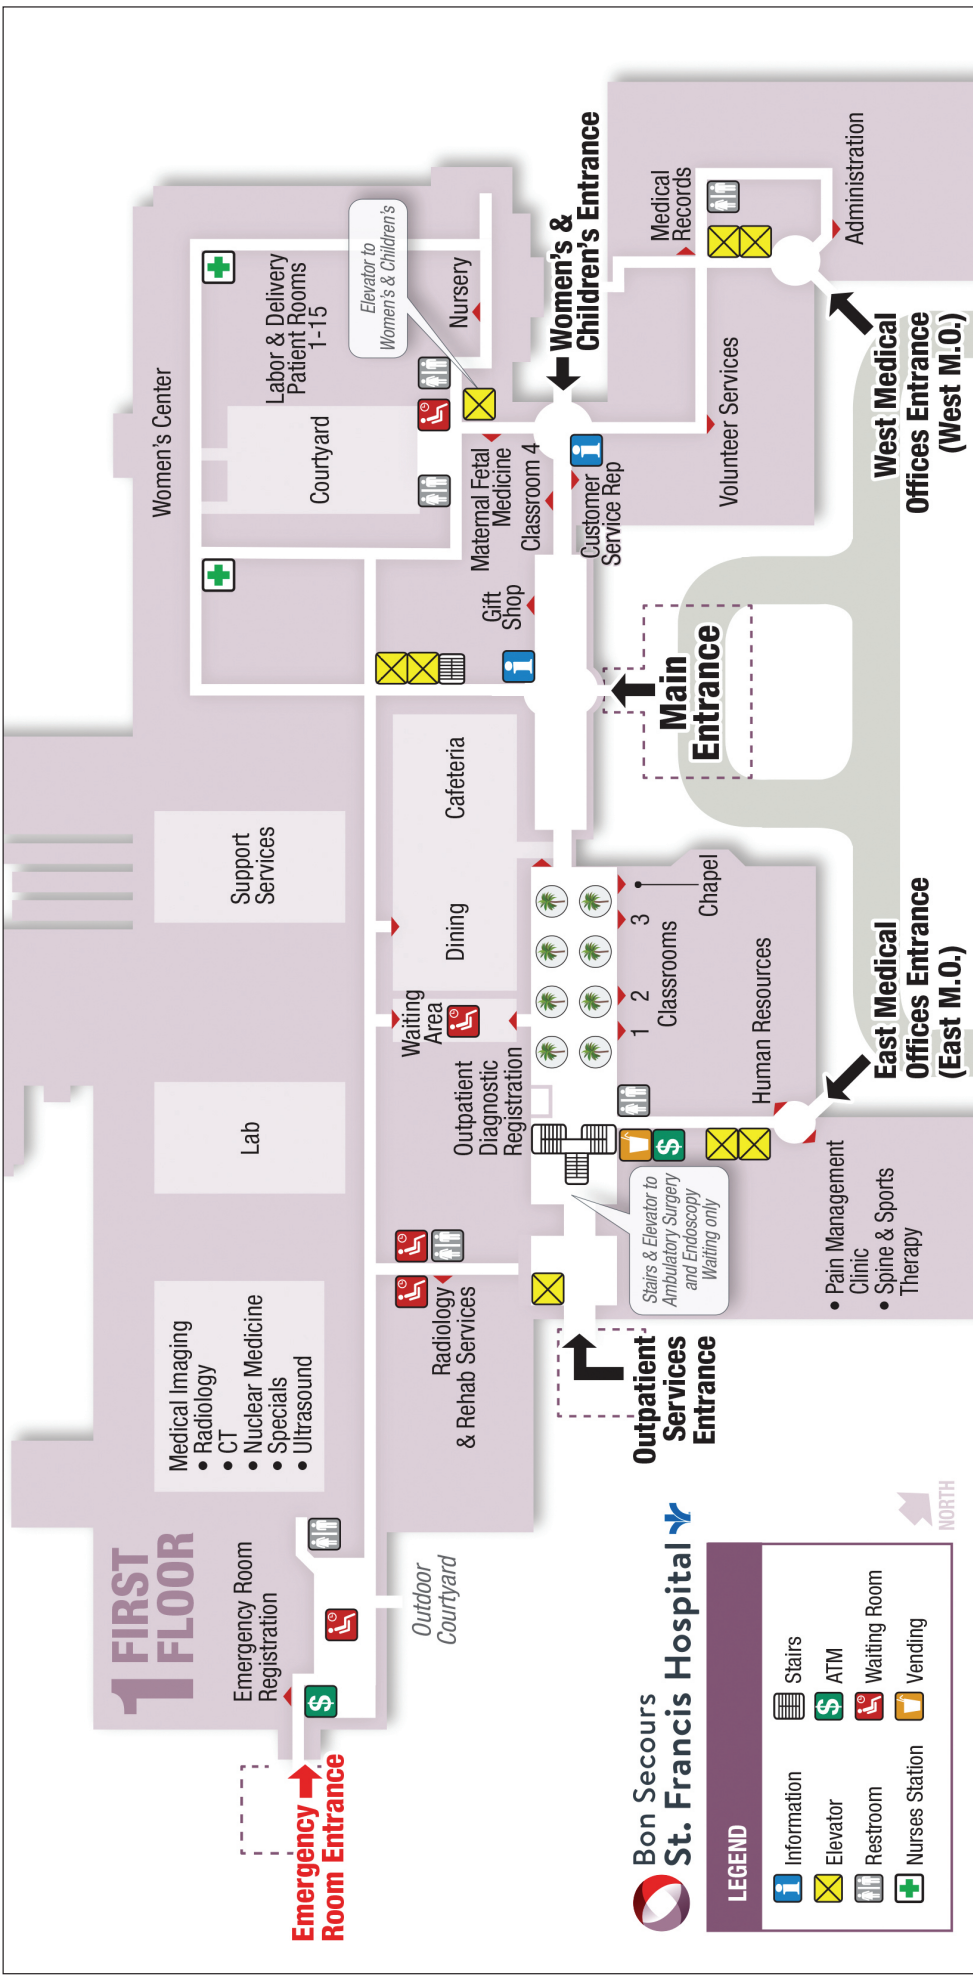 1 FIRST
FLOOR
Emergency Room
Registration
Emergency
Room Entrance
Outdoor
Courtyard
Medical Imaging
• Radiology
• CT
• Nuclear Medicine
• Specials
• Ultrasound
Radiology
& Rehab Services
Lab
Support
Services
Waiting
Area
Dining
Cafeteria
Outpatient
Diagnostic
Registration
Women's Center
Courtyard
Labor & Delivery
Patient Rooms
1-15
Elevator to
Women's & Children's
Nursery
Maternal Fetal
Medicine
Classroom 4
Gift
Shop
Customer
Service Rep
Women's &
Children's Entrance
Medical
Records
Administration
Volunteer Services
West Medical
Offices Entrance
(West M.O.)
Main
Entrance
Chapel
1 2 3
Classrooms
Human Resources
East Medical
Offices Entrance
(East M.O.)
• Pain Management
Clinic
• Spine & Sports
Therapy
Stairs & Elevator to
Ambulatory Surgery
and Endoscopy
Waiting only
Outpatient
Services
Entrance
Bon Secours
St. Francis Hospital
NORTH
LEGEND
Information
Elevator
Restroom
Nurses Station
Stairs
ATM
Waiting Room
Vending